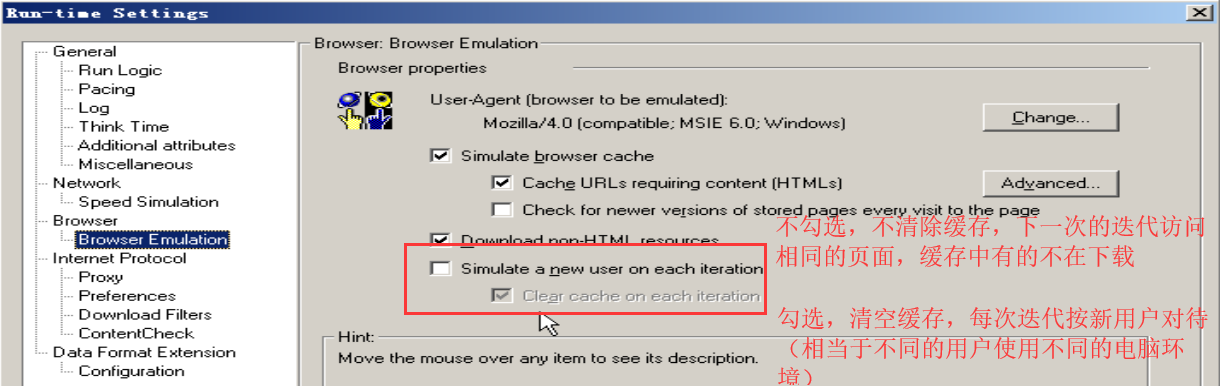 Run-time Settings
General
Run Logic
Pacing
Log
Think Time
Additional attributes
Miscellaneous
Network
Speed Simulation
Browser
Browser Emulation
Internet Protocol
Proxy
Preferences
Download Filters
ContentCheck
Data Format Extension
Configuration
Browser: Browser Emulation
Browser properties
User-Agent (browser to be emulated):
Mozilla/4.0 (compatible; MSIE 6.0; Windows)
Change...
Simulate browser cache
Cache URLs requiring content (HTMLs)
Advanced...
Check for newer versions of stored pages every visit to the page
Download non-HTML resources
Simulate a new user on each iteration
Clear cache on each iteration
不勾选，不清除缓存，下一次的迭代访问
相同的页面，缓存中有的不在下载
勾选，清空缓存，每次迭代按新用户对待
（相当于不同的用户使用不同的电脑环
境）
Hint:
Move the mouse over any item to see its description.